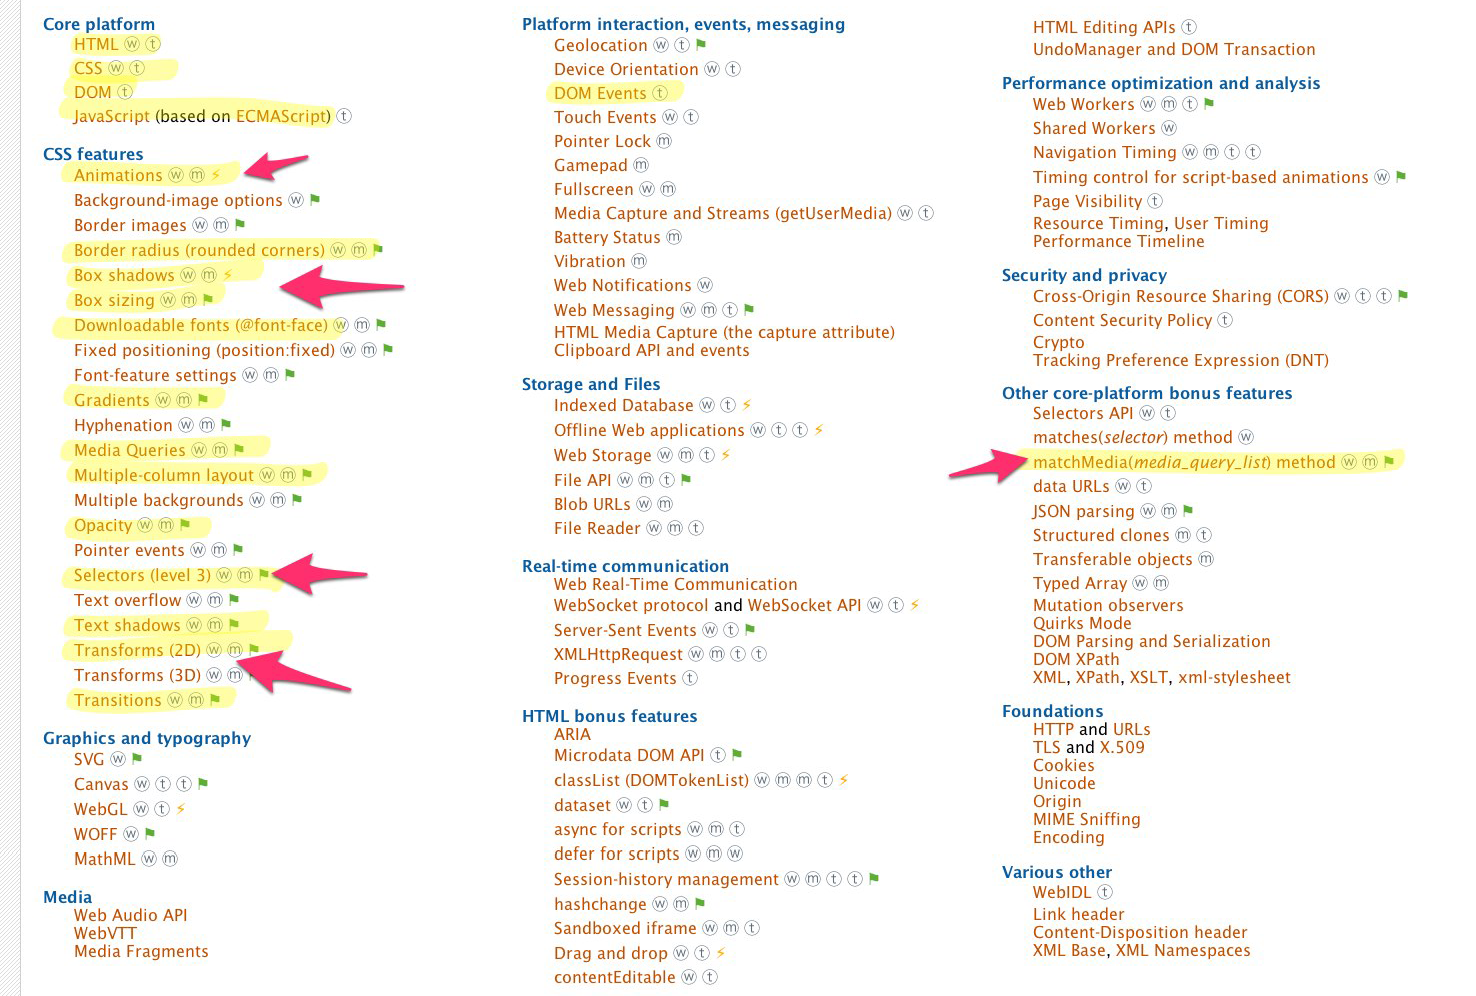 Core platform
HTML w t
CSS w t
DOM t
JavaScript (based on ECMAScript) t
CSS features
Animations w m
Background-image options w
Border images w m
Border radius (rounded corners) w m
Box shadows w m
Box sizing w m
Downloadable fonts (@font-face) w m
Fixed positioning (position:fixed) w m
Font-feature settings w m
Gradients w m
Hyphenation w m
Media Queries w m
Multiple-column layout w m
Multiple backgrounds w m
Opacity w m
Pointer events w m
Selectors (level 3) w m
Text overflow w m
Text shadows w m
Transforms (2D) w m
Transforms (3D) w m
Transitions w m
Graphics and typography
SVG w
Canvas w t t
WebGL w t
WOFF w
MathML w m
Media
Web Audio API
WebVTT
Media Fragments
Platform interaction, events, messaging
Geolocation w t
Device Orientation w t
DOM Events t
Touch Events w t
Pointer Lock m
Gamepad m
Fullscreen w m
Media Capture and Streams (getUserMedia) w t
Battery Status m
Vibration m
Web Notifications w
Web Messaging w m t
HTML Media Capture (the capture attribute)
Clipboard API and events
Storage and Files
Indexed Database w t
Offline Web applications w t t
Web Storage w m t
File API w m t
Blob URLs w m
File Reader w m t
Real-time communication
Web Real-Time Communication
WebSocket protocol and WebSocket API w t
Server-Sent Events w t
XMLHttpRequest w m t t
Progress Events t
HTML bonus features
ARIA
Microdata DOM API t
classList (DOMTokenList) w m m t
dataset w t
async for scripts w m t
defer for scripts w m w
Session-history management w m t t
hashchange w m
Sandboxed iframe w m t
Drag and drop w t
contentEditable w t
HTML Editing APIs t
UndoManager and DOM Transaction
Performance optimization and analysis
Web Workers w m t
Shared Workers w
Navigation Timing w m t t
Timing control for script-based animations w
Page Visibility t
Resource Timing, User Timing
Performance Timeline
Security and privacy
Cross-Origin Resource Sharing (CORS) w t t
Content Security Policy t
Crypto
Tracking Preference Expression (DNT)
Other core-platform bonus features
Selectors API w t
matches(selector) method w
matchMedia(media_query_list) method w m
data URLs w t
JSON parsing w m
Structured clones m t
Transferable objects m
Typed Array w m
Mutation observers
Quirks Mode
DOM Parsing and Serialization
DOM XPath
XML, XPath, XSLT, xml-stylesheet
Foundations
HTTP and URLs
TLS and X.509
Cookies
Unicode
Origin
MIME Sniffing
Encoding
Various other
WebIDL t
Link header
Content-Disposition header
XML Base, XML Namespaces